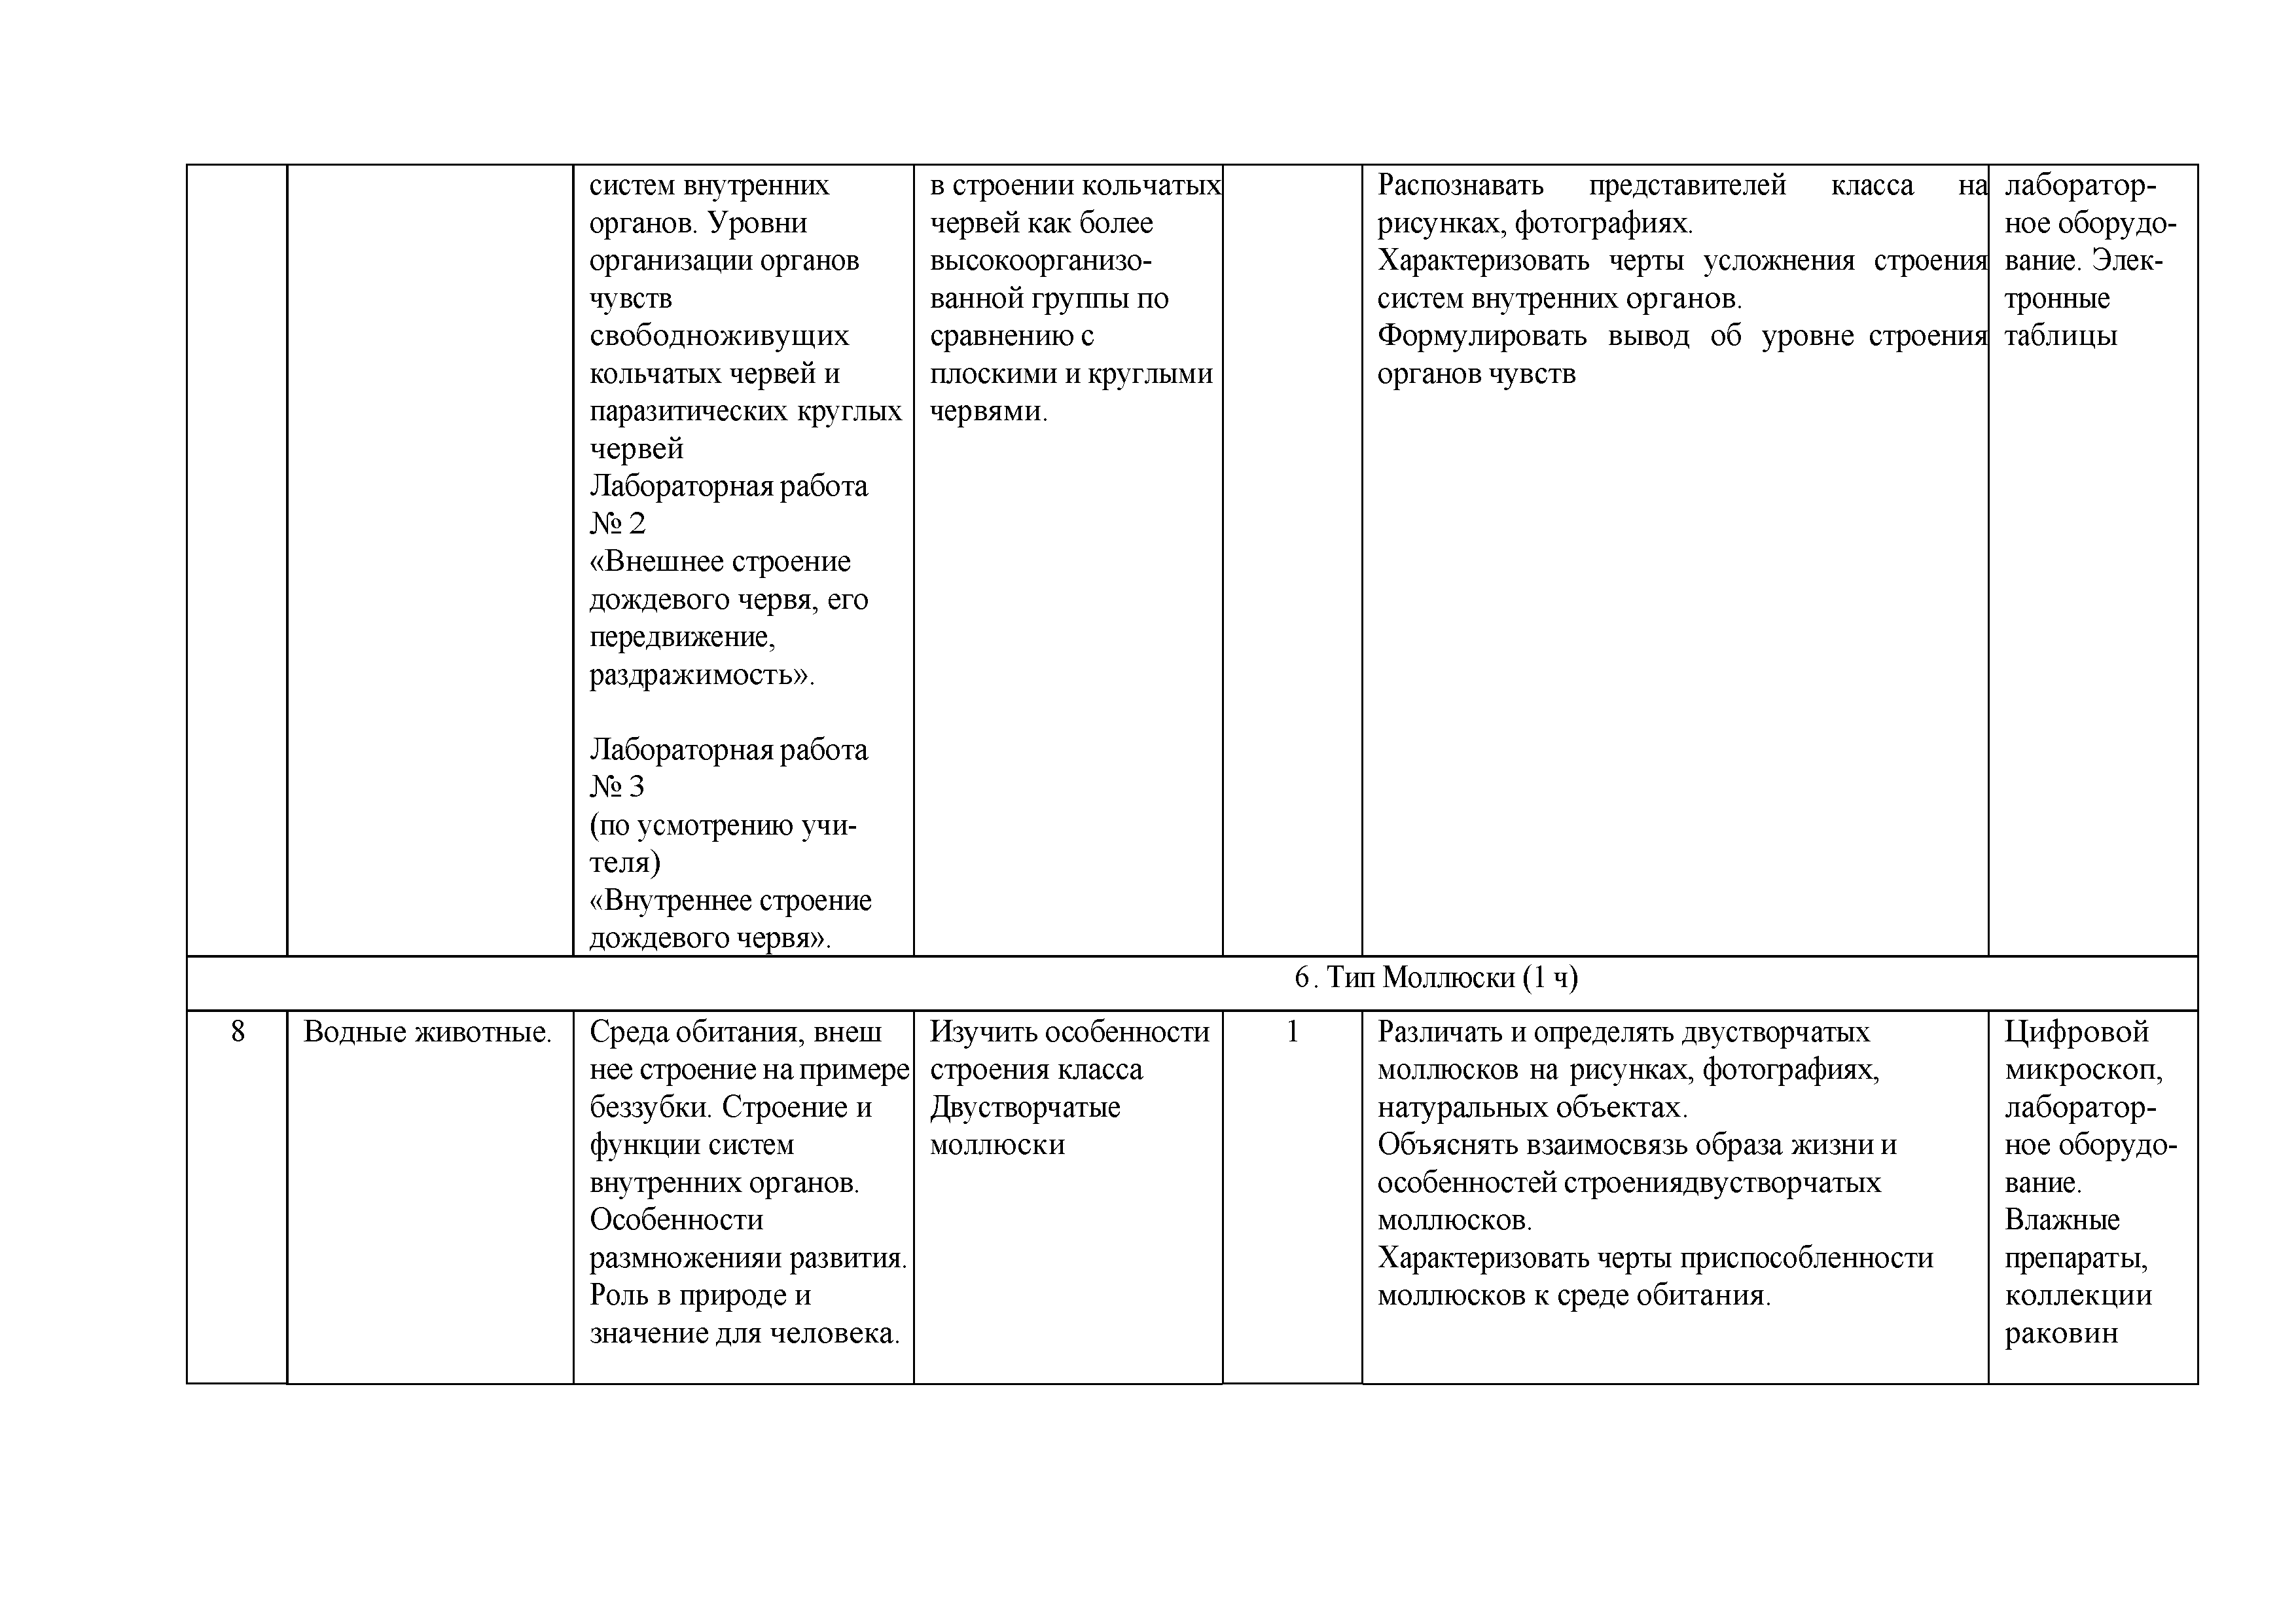 систем внутренних
органов. Уровни
организации органов
чувств
свободноживущих
кольчатых червей и
паразитических круглых
червей
Лабораторная работа
№ 2
«Внешнее строение
дождевого червя, его
передвижение,
раздражимость».
Лабораторная работа
№ 3
(по усмотрению учи-
теля)
«Внутреннее строение
дождевого червя».
в строении кольчатых
червей как более
высокоорганизо-
ванной группы по
сравнению с
плоскими и круглыми
червями.
Распознавать представителей класса на
рисунках, фотографиях.
Характеризовать черты усложнения строения
систем внутренних органов.
Формулировать вывод об уровне строения
органов чувств
лаборатор-
ное оборудо-
вание. Элек-
тронные
таблицы
6. Тип Моллюски (1 ч)
8
Водные животные.
Среда обитания, внеш
нее строение на примере
беззубки. Строение и
функции систем
внутренних органов.
Особенности
размноженияи развития.
Роль в природе и
значение для человека.
Изучить особенности
строения класса
Двустворчатые
моллюски
1
Различать и определять двустворчатых
моллюсков на рисунках, фотографиях,
натуральных объектах.
Объяснять взаимосвязь образа жизни и
особенностей строениядвустворчатых
моллюсков.
Характеризовать черты приспособленности
моллюсков к среде обитания.
Цифровой
микроскоп,
лаборатор-
ное оборудо-
вание.
Влажные
препараты,
коллекции
раковин